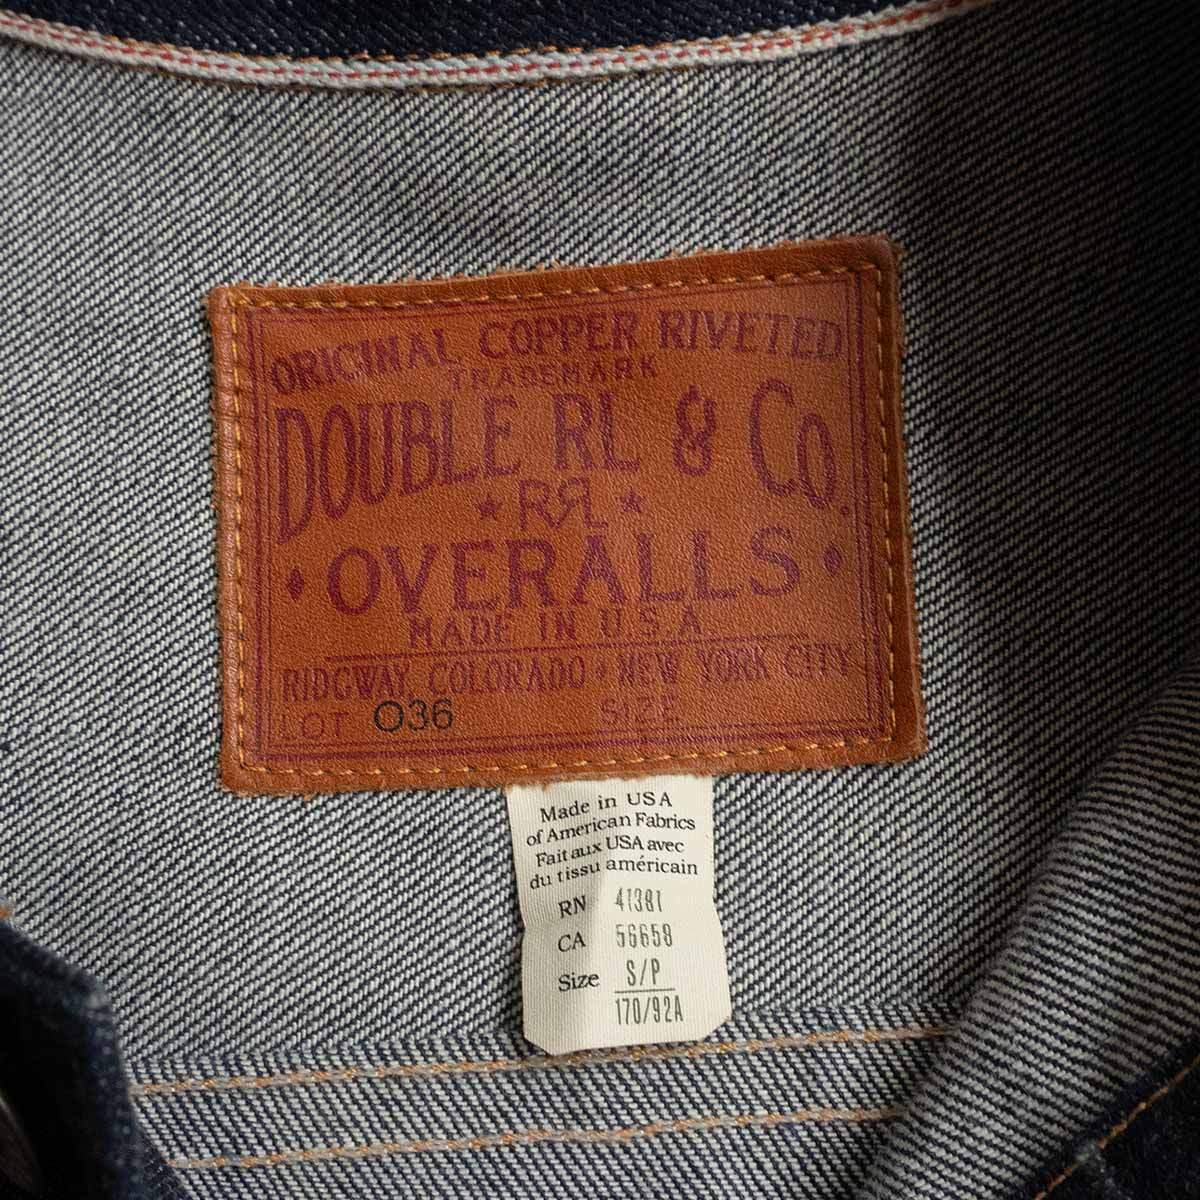 ORIGINAL COPPER RIVETED
TRADEMARK
DOUBLE RL & CO.
★ RRL ★
OVERALLS
MADE IN U.S.A
RIDGWAY, COLORADO • NEW YORK CITY
LOT 036 SIZE
Made in USA
of American Fabrics
Fait aux USA avec
du tissu américain
RN 41381
CA 56658
Size S/P
170/92A